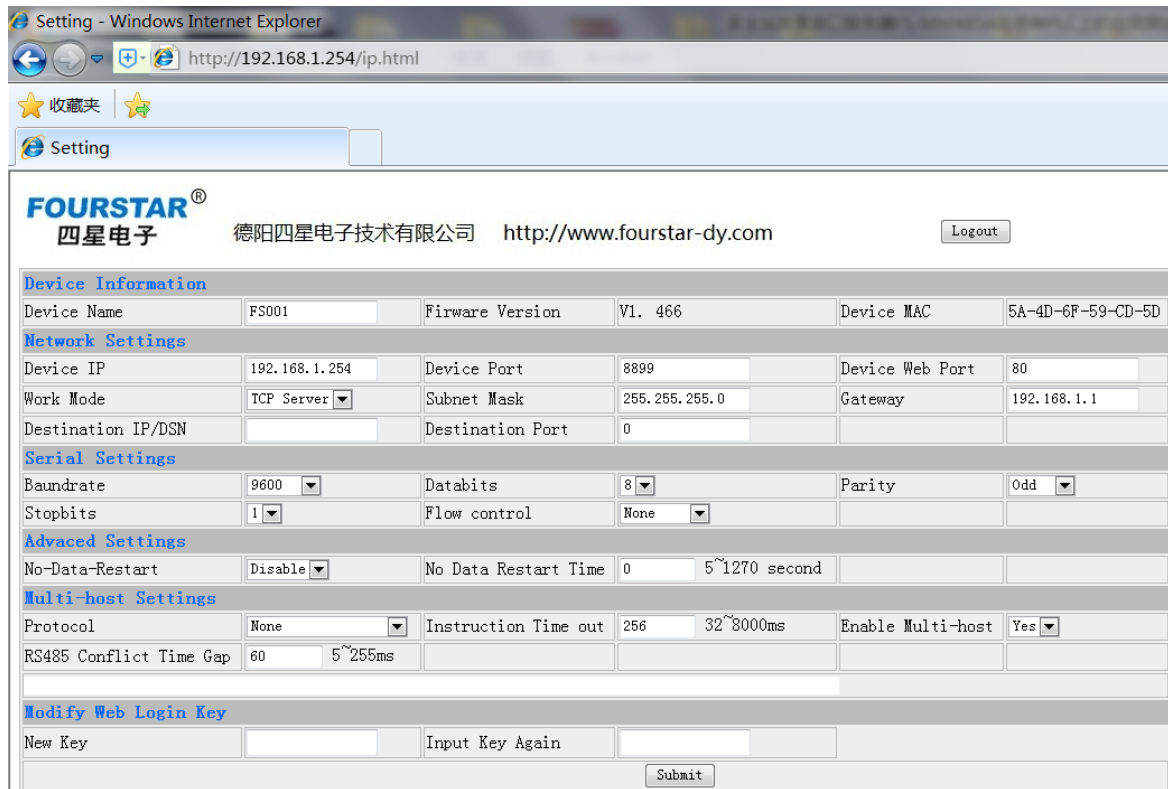 Setting - Windows Internet Explorer
http://192.168.1.254/ip.html
收藏夹
Setting
FOURSTAR®
四星电子 德阳四星电子技术有限公司 http://www.fourstar-dy.com Logout
Device Information
Device Name FS001 Firware Version V1. 466 Device MAC 5A-4D-6F-59-CD-5D
Network Settings
Device IP 192.168.1.254 Device Port 8899 Device Web Port 80
Work Mode TCP Server Subnet Mask 255.255.255.0 Gateway 192.168.1.1
Destination IP/DSN Destination Port 0
Serial Settings
Baundrate 9600 Databits 8 Parity Odd
Stopbits 1 Flow control None
Advaced Settings
No-Data-Restart Disable No Data Restart Time 0 5~1270 second
Multi-host Settings
Protocol None Instruction Time out 256 32~8000ms Enable Multi-host Yes
RS485 Conflict Time Gap 60 5~255ms
Modify Web Login Key
New Key Input Key Again
Submit